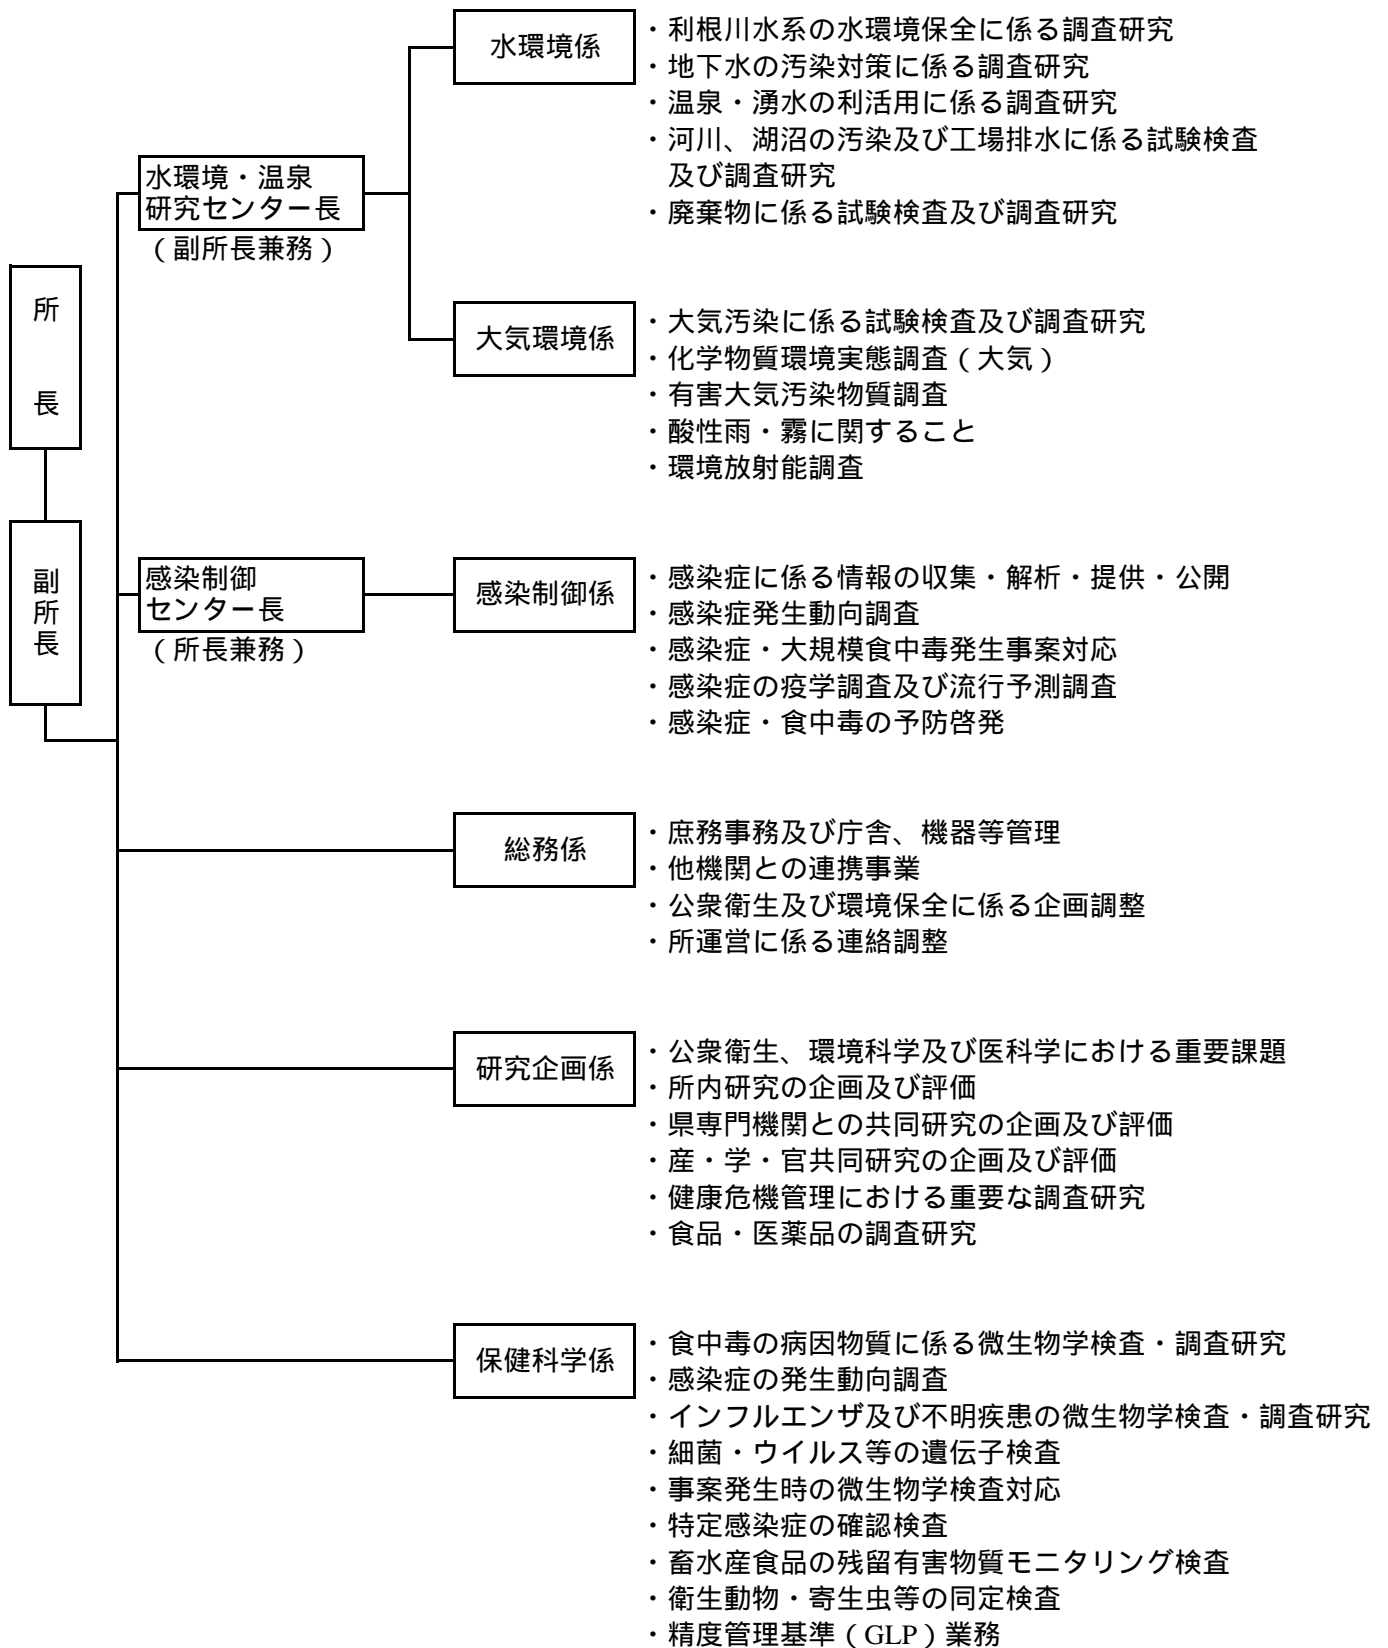 所長
副所長
水環境・温泉
研究センター長
（副所長兼務）
水環境係
・利根川水系の水環境保全に係る調査研究
・地下水の汚染対策に係る調査研究
・温泉・湧水の利活用に係る調査研究
・河川、湖沼の汚染及び工場排水に係る試験検査
及び調査研究
・廃棄物に係る試験検査及び調査研究
大気環境係
・大気汚染に係る試験検査及び調査研究
・化学物質環境実態調査（大気）
・有害大気汚染物質調査
・酸性雨・霧に関すること
・環境放射能調査
感染制御
センター長
（所長兼務）
感染制御係
・感染症に係る情報の収集・解析・提供・公開
・感染症発生動向調査
・感染症・大規模食中毒発生事案対応
・感染症の疫学調査及び流行予測調査
・感染症・食中毒の予防啓発
総務係
・庶務事務及び庁舎、機器等管理
・他機関との連携事業
・公衆衛生及び環境保全に係る企画調整
・所運営に係る連絡調整
研究企画係
・公衆衛生、環境科学及び医科学における重要課題
・所内研究の企画及び評価
・県専門機関との共同研究の企画及び評価
・産・学・官共同研究の企画及び評価
・健康危機管理における重要な調査研究
・食品・医薬品の調査研究
保健科学係
・食中毒の病因物質に係る微生物学検査・調査研究
・感染症の発生動向調査
・インフルエンザ及び不明疾患の微生物学検査・調査研究
・細菌・ウイルス等の遺伝子検査
・事案発生時の微生物学検査対応
・特定感染症の確認検査
・畜水産食品の残留有害物質モニタリング検査
・衛生動物・寄生虫等の同定検査
・精度管理基準（GLP）業務